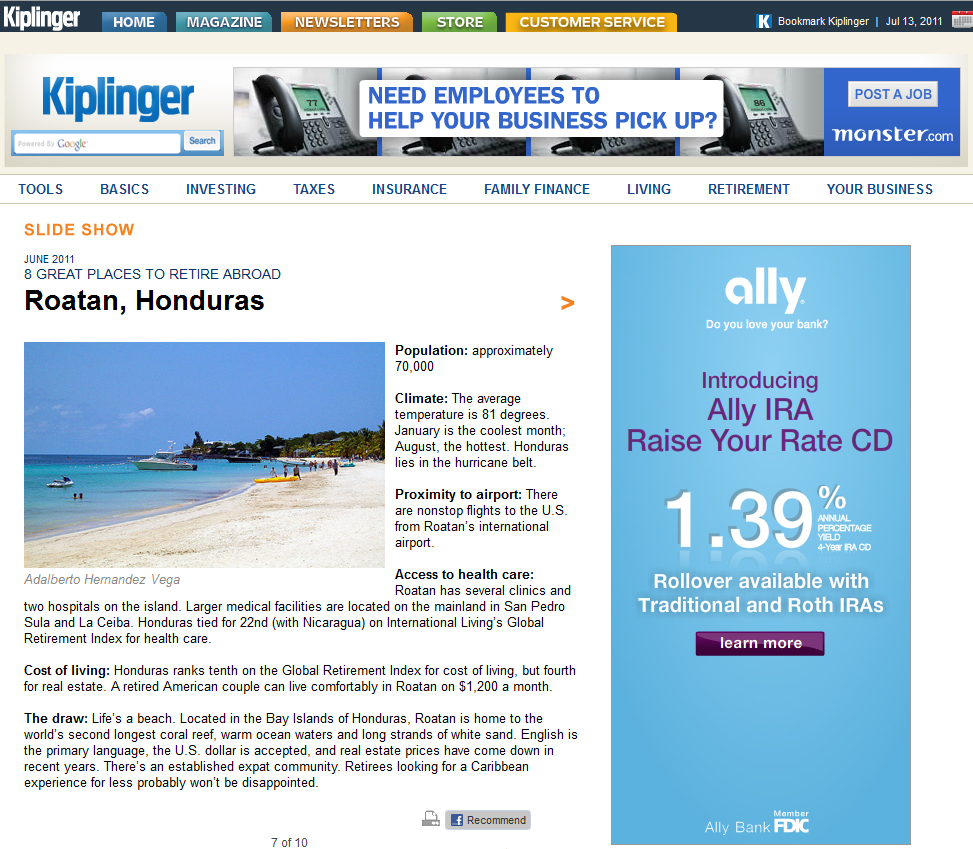 Kiplinger HOME MAGAZINE NEWSLETTERS STORE CUSTOMER SERVICE K Bookmark Kiplinger | Jul 13, 2011
Kiplinger
Powered By Google
Search
77
86
NEED EMPLOYEES TO
HELP YOUR BUSINESS PICK UP?
POST A JOB
monster.com
TOOLS BASICS INVESTING TAXES INSURANCE FAMILY FINANCE LIVING RETIREMENT YOUR BUSINESS
SLIDE SHOW
JUNE 2011
8 GREAT PLACES TO RETIRE ABROAD
Roatan, Honduras >
Adalberto Hernandez Vega
Population: approximately
70,000
Climate: The average
temperature is 81 degrees.
January is the coolest month;
August, the hottest. Honduras
lies in the hurricane belt.
Proximity to airport: There
are nonstop flights to the U.S.
from Roatan's international
airport.
Access to health care:
Roatan has several clinics and
two hospitals on the island. Larger medical facilities are located on the mainland in San Pedro
Sula and La Ceiba. Honduras tied for 22nd (with Nicaragua) on International Living's Global
Retirement Index for health care.
Cost of living: Honduras ranks tenth on the Global Retirement Index for cost of living, but fourth
for real estate. A retired American couple can live comfortably in Roatan on $1,200 a month.
The draw: Life's a beach. Located in the Bay Islands of Honduras, Roatan is home to the
world's second longest coral reef, warm ocean waters and long strands of white sand. English is
the primary language, the U.S. dollar is accepted, and real estate prices have come down in
recent years. There's an established expat community. Retirees looking for a Caribbean
experience for less probably won't be disappointed.
f Recommend
7 of 10
ally
Do you love your bank?
Introducing
Ally IRA
Raise Your Rate CD
1.39%
ANNUAL
PERCENTAGE
YIELD
4-Year IRA CD
Rollover available with
Traditional and Roth IRAs
learn more
Ally Bank Member FDIC